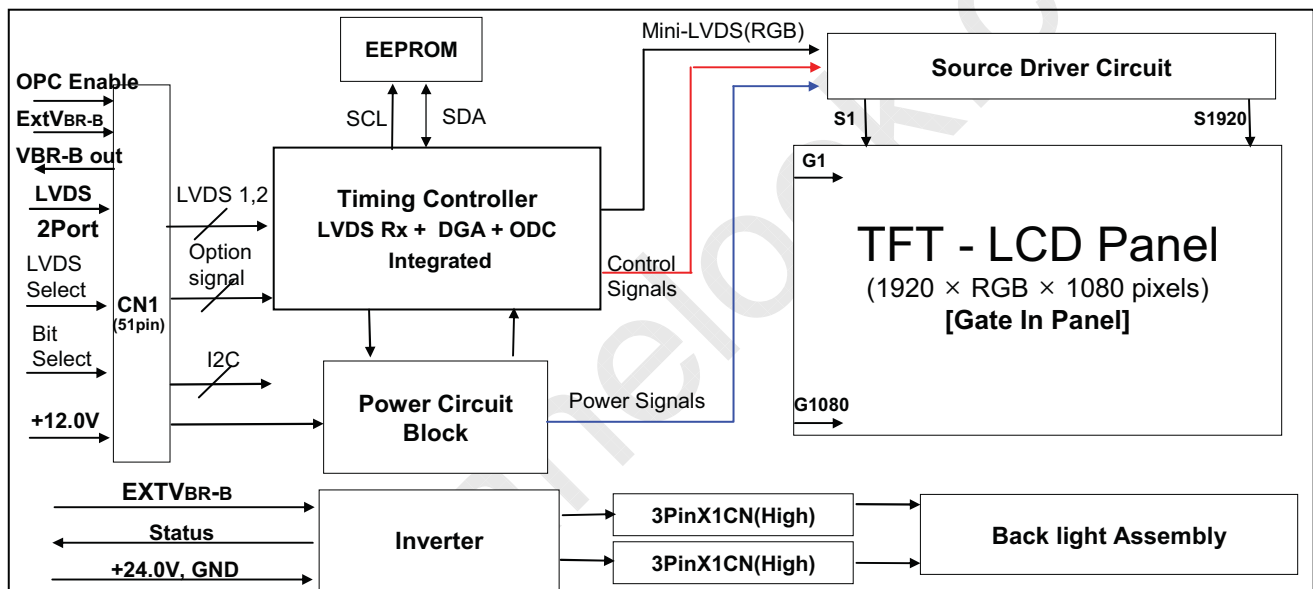 EEPROM
Mini-LVDS(RGB)
Source Driver Circuit
OPC Enable
ExtVBR-B
VBR-B out
LVDS
2Port
LVDS
Select
Bit
Select
+12.0V
CN1
(51pin)
LVDS 1,2
Option
signal
I2C
SCL
SDA
Timing Controller
LVDS Rx + DGA + ODC
Integrated
Control
Signals
Power Circuit
Block
Power Signals
S1
S1920
G1
TFT - LCD Panel
(1920 × RGB × 1080 pixels)
[Gate In Panel]
G1080
EXTVBR-B
Status
+24.0V, GND
Inverter
3PinX1CN(High)
3PinX1CN(High)
Back light Assembly